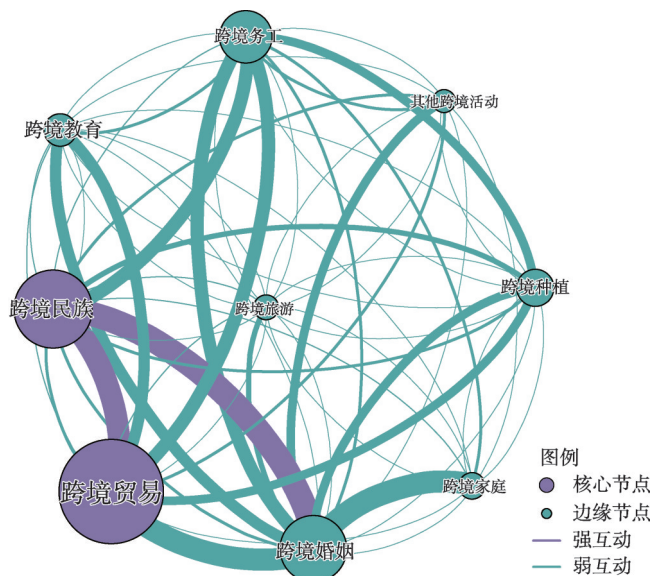 跨境务工
其他跨境活动
跨境教育
跨境种植
跨境民族
跨境旅游
跨境贸易
跨境家庭
跨境婚姻
图例
核心节点
边缘节点
强互动
弱互动